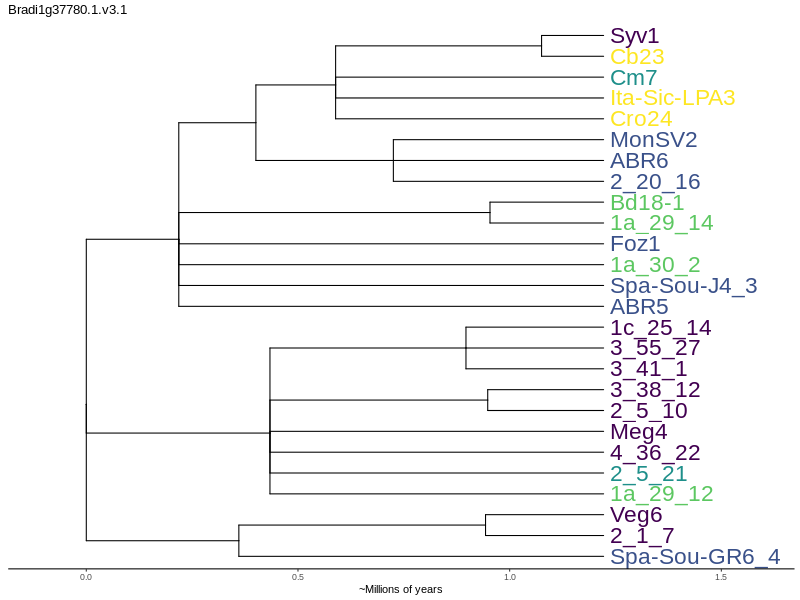 Bradi1g37780.1.v3.1
Syv1
Cb23
Cm7
Ita-Sic-LPA3
Cro24
MonSV2
ABR6
2_20_16
Bd18-1
1a_29_14
Foz1
1a_30_2
Spa-Sou-J4_3
ABR5
1c_25_14
3_55_27
3_41_1
3_38_12
2_5_10
Meg4
4_36_22
2_5_21
1a_29_12
Veg6
2_1_7
Spa-Sou-GR6_4
0.0 0.5 1.0 1.5
~Millions of years